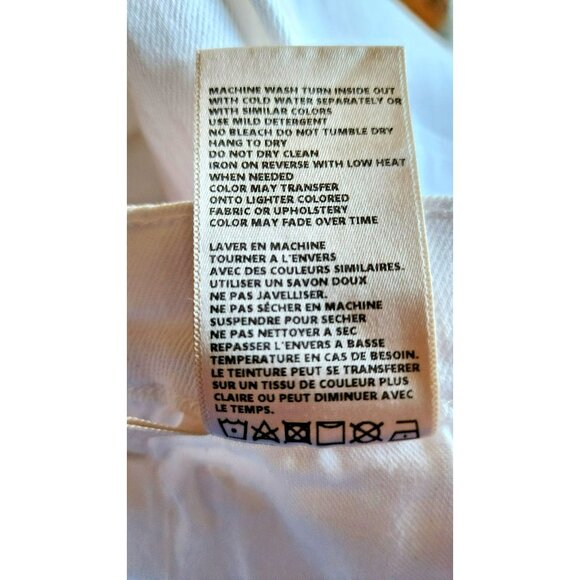 MACHINE WASH TURN INSIDE OUT
WITH COLD WATER SEPARATELY OR
WITH SIMILAR COLORS
USE MILD DETERGENT
NO BLEACH DO NOT TUMBLE DRY
HANG TO DRY
DO NOT DRY CLEAN
IRON ON REVERSE WITH LOW HEAT
WHEN NEEDED
COLOR MAY TRANSFER
ONTO LIGHTER COLORED
FABRIC OR UPHOLSTERY
COLOR MAY FADE OVER TIME
LAVER EN MACHINE
TOURNER A L'ENVERS
AVEC DES COULEURS SIMILAIRES.
UTILISER UN SAVON DOUX
NE PAS JAVELLISER.
NE PAS SÉCHER EN MACHINE
SUSPENDRE POUR SECHER
NE PAS NETTOYER A SEC
REPASSER L'ENVERS A BASSE
TEMPERATURE EN CAS DE BESOIN.
LE TEINTURE PEUT SE TRANSFERER
SUR UN TISSU DE COULEUR PLUS
CLAIRE OU PEUT DIMINUER AVEC
LE TEMPS.